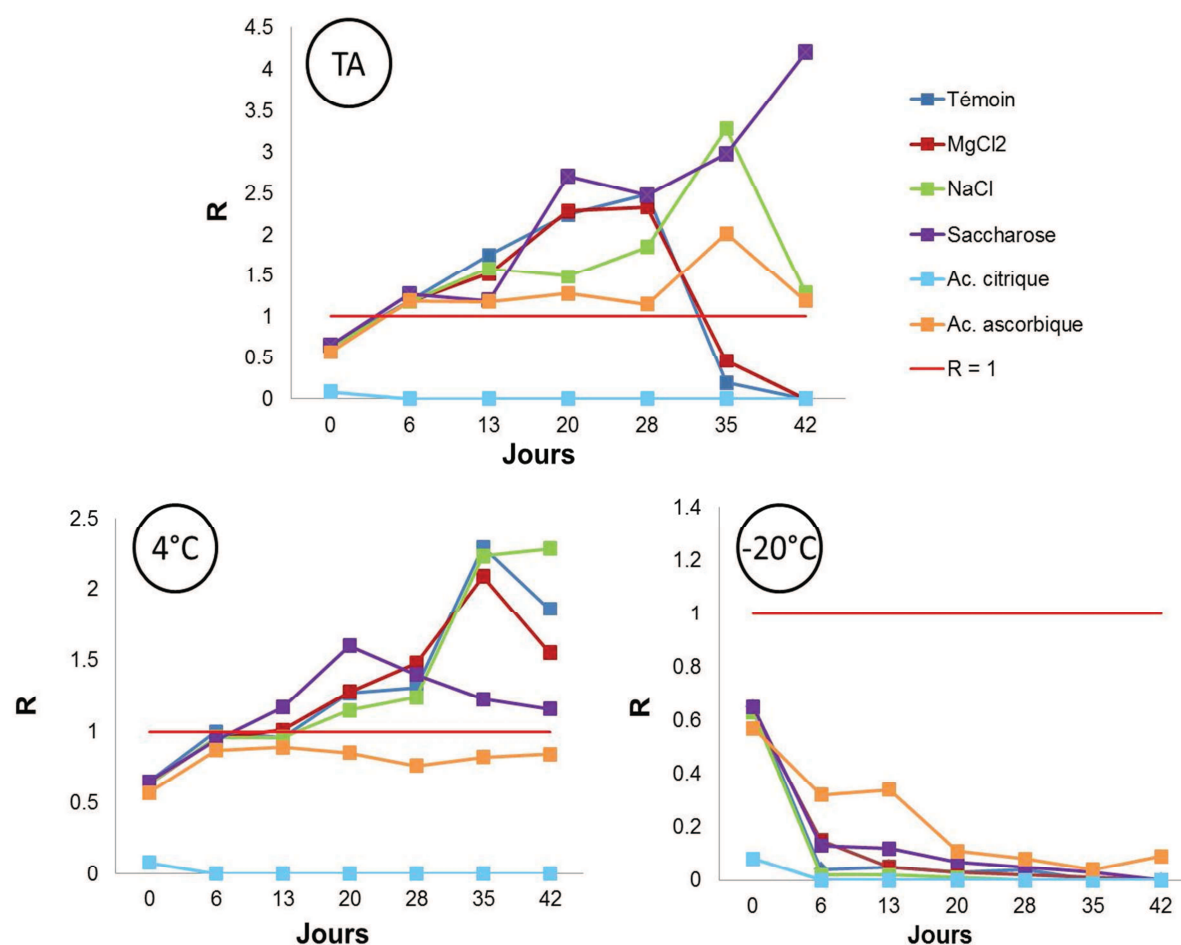 TA
4.5
4
3.5
3
2.5
2
1.5
1
0.5
0
R
0 6 13 20 28 35 42
Jours
Témoin
MgCl2
NaCl
Saccharose
Ac. citrique
Ac. ascorbique
R = 1
4°C
2.5
2
1.5
1
0.5
0
R
0 6 13 20 28 35 42
Jours
-20°C
1.4
1.2
1
0.8
0.6
0.4
0.2
0
R
0 6 13 20 28 35 42
Jours